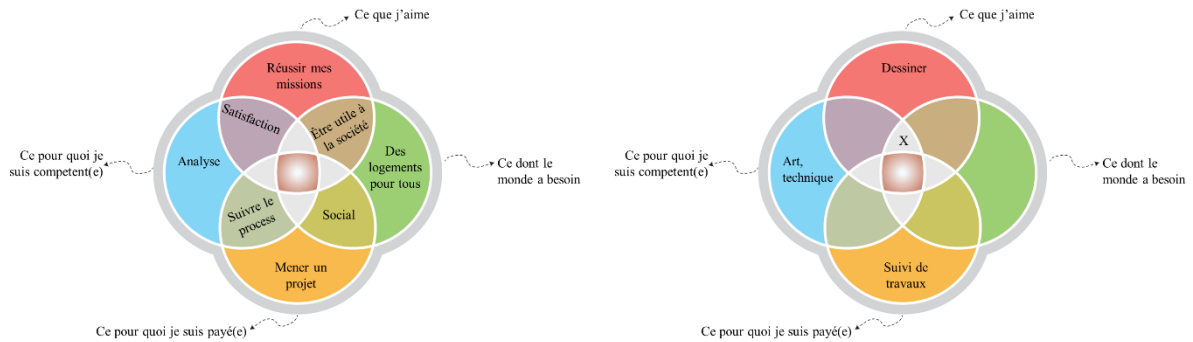 Ce que j’aime
Réussir mes
missions
Satisfaction
Être utile à
la société
Ce pour quoi je
suis competent(e)
Analyse
Des
logements
pour tous
Ce dont le
monde a besoin
Suivre le
process
Social
Mener un
projet
Ce pour quoi je suis payé(e)
Ce que j’aime
Dessiner
X
Ce pour quoi je
suis competent(e)
Art,
technique
Ce dont le
monde a besoin
Suivi de
travaux
Ce pour quoi je suis payé(e)